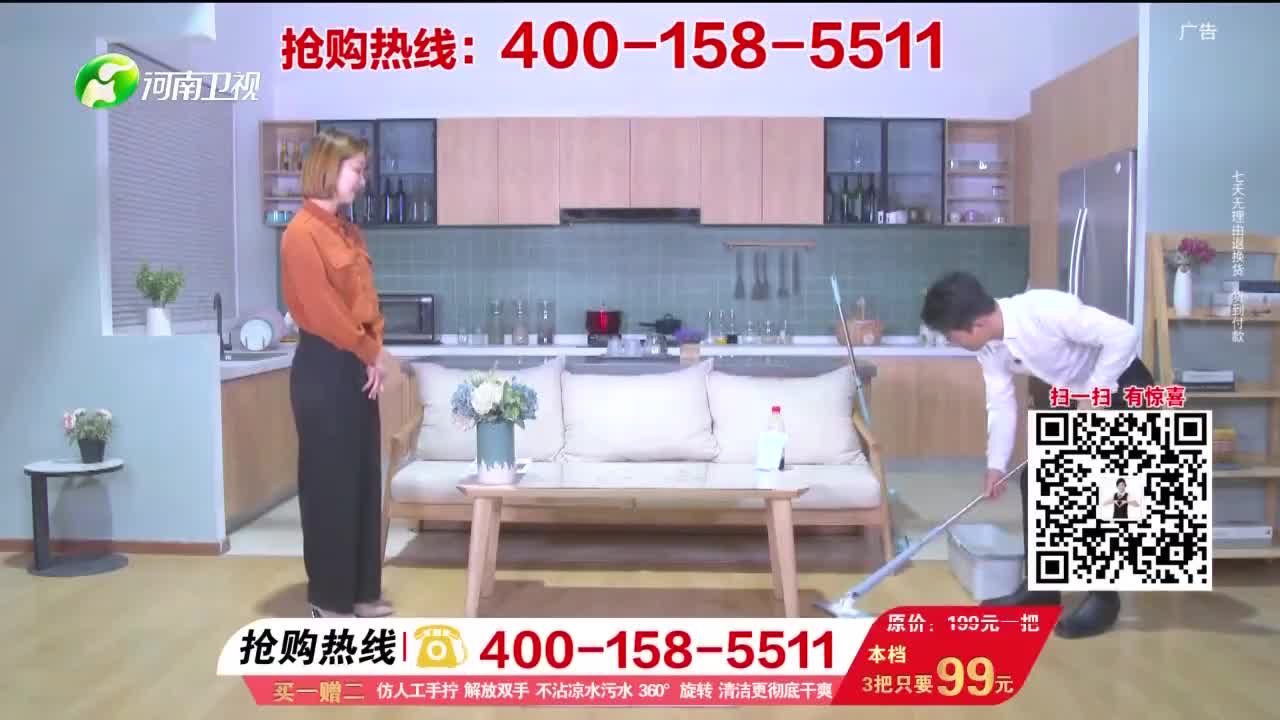 抢购热线：400-158-5511
广告
河南卫视
七天无理由退换货 货到付款
扫一扫 有惊喜
抢购热线 400-158-5511
原价：199元一把
本档
3把只要99元
买一赠二 仿人工手拧 解放双手 不沾凉水污水 360° 旋转 清洁更彻底干爽